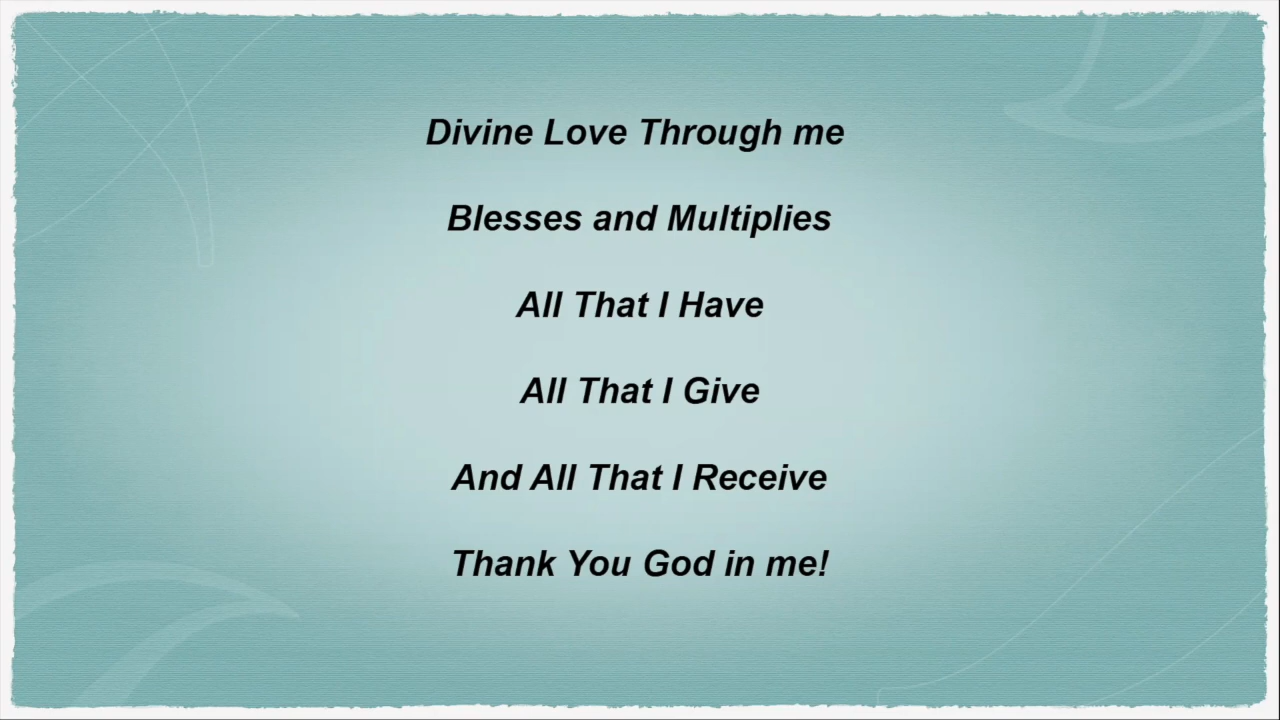 Divine Love Through me
Blesses and Multiplies
All That I Have
All That I Give
And All That I Receive
Thank You God in me!